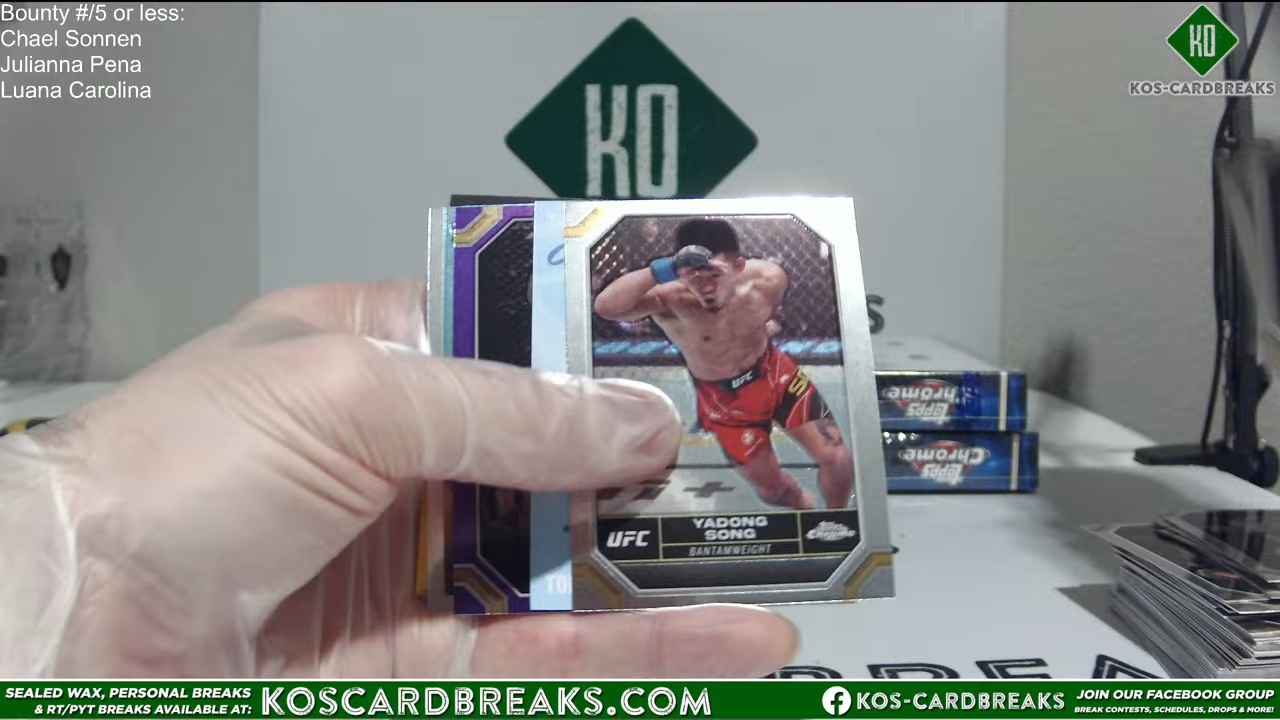 Bounty #/5 or less:
Chael Sonnen
Julianna Pena
Luana Carolina
KO
KOS-CARDBREAKS
KO
UFC
UFC
YADONG
SONG
BANTAMWEIGHT
Topps
Chrome
Topps
Chrome
Topps
Chrome
SEALED WAX, PERSONAL BREAKS
& RT/PYT BREAKS AVAILABLE AT:
KOSCARDBREAKS.COM
KOS-CARDBREAKS
JOIN OUR FACEBOOK GROUP
BREAK CONTESTS, SCHEDULES, DROPS & MORE!